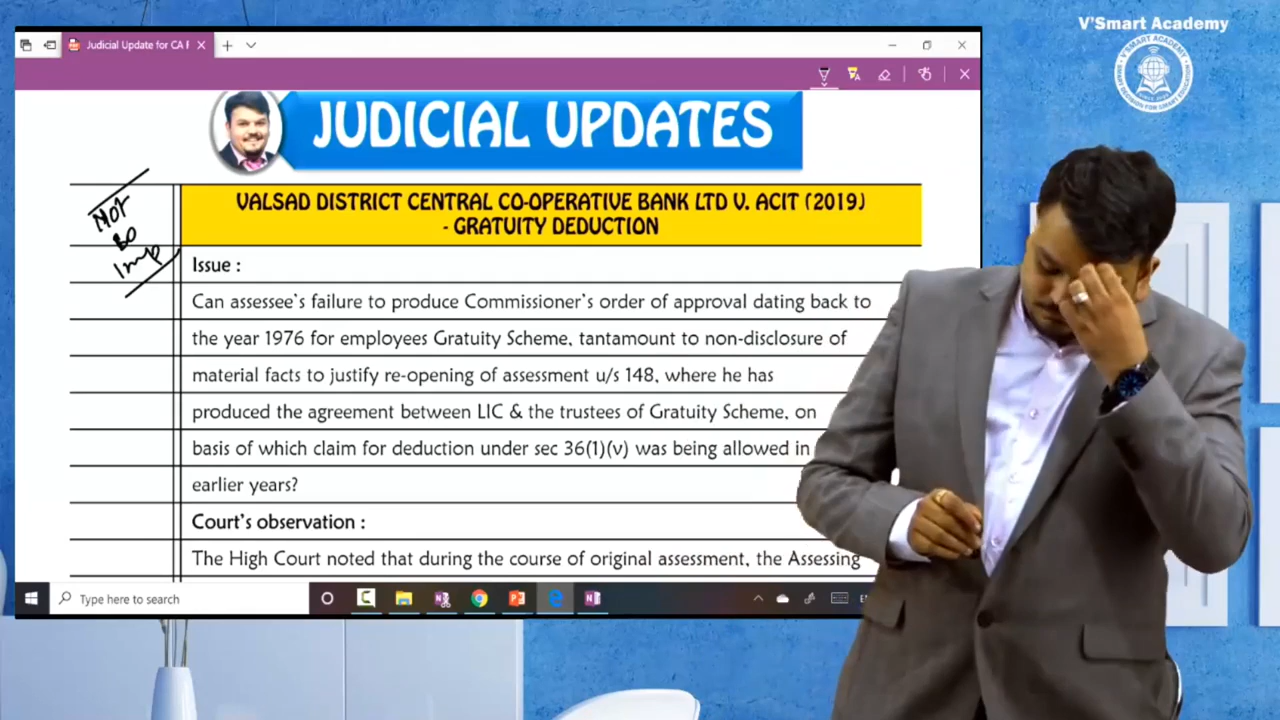 V'Smart Academy
Judicial Update for CA F
JUDICIAL UPDATES
Not
so
Imp
VALSAD DISTRICT CENTRAL CO-OPERATIVE BANK LTD V. ACIT (2019)
- GRATUITY DEDUCTION
Issue :
Can assessee's failure to produce Commissioner's order of approval dating back to
the year 1976 for employees Gratuity Scheme, tantamount to non-disclosure of
material facts to justify re-opening of assessment u/s 148, where he has
produced the agreement between LIC & the trustees of Gratuity Scheme, on
basis of which claim for deduction under sec 36(1)(v) was being allowed in
earlier years?
Court's observation :
The High Court noted that during the course of original assessment, the Assessing
Type here to search